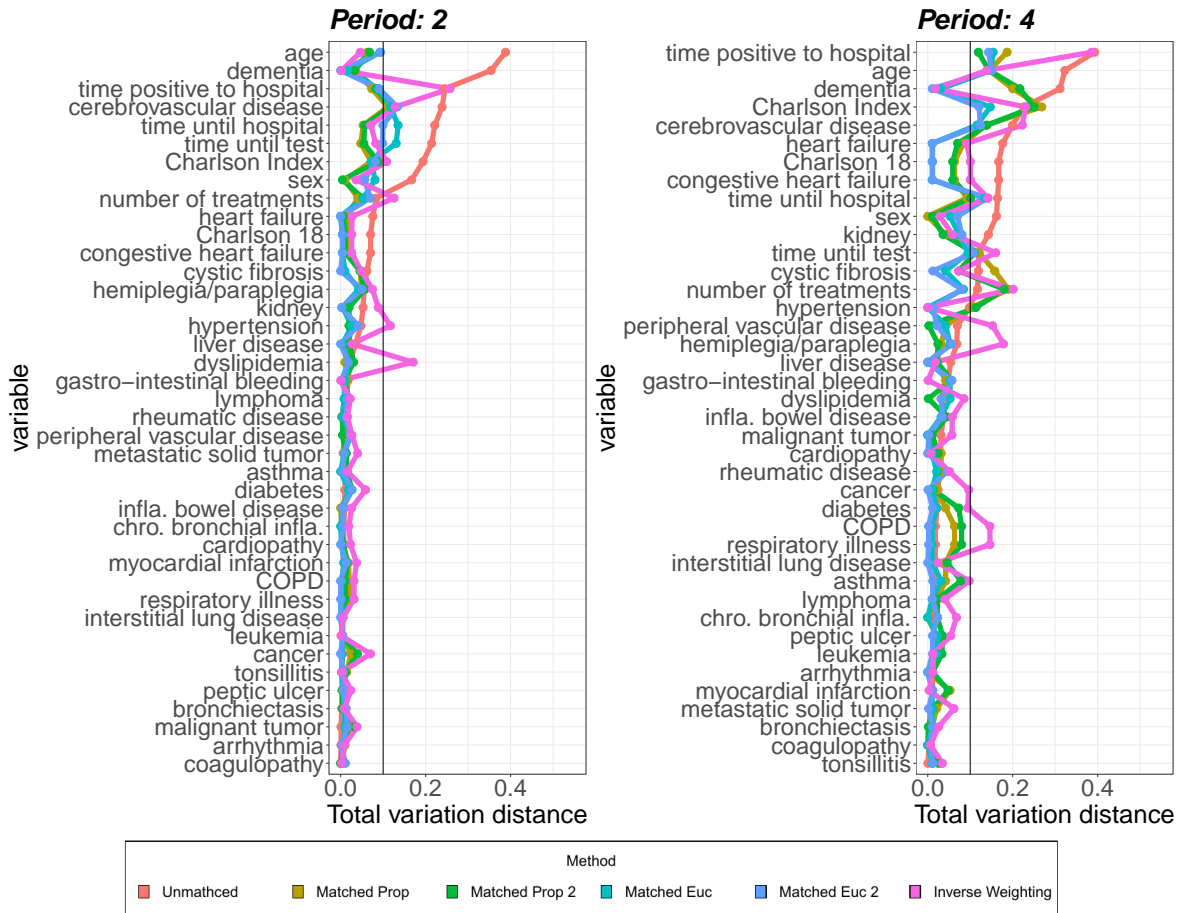 Period: 2
age
dementia
time positive to hospital
cerebrovascular disease
time until hospital
time until test
Charlson Index
sex
number of treatments
heart failure
Charlson 18
congestive heart failure
cystic fibrosis
hemiplegia/paraplegia
kidney
hypertension
liver disease
dyslipidemia
gastro−intestinal bleeding
lymphoma
rheumatic disease
peripheral vascular disease
metastatic solid tumor
asthma
diabetes
infla. bowel disease
chro. bronchial infla.
cardiopathy
myocardial infarction
COPD
respiratory illness
interstitial lung disease
leukemia
cancer
tonsillitis
peptic ulcer
bronchiectasis
malignant tumor
arrhythmia
coagulopathy
variable
0.0 0.2 0.4
Total variation distance
Period: 4
time positive to hospital
age
dementia
Charlson Index
cerebrovascular disease
heart failure
Charlson 18
congestive heart failure
time until hospital
sex
kidney
time until test
cystic fibrosis
number of treatments
hypertension
peripheral vascular disease
hemiplegia/paraplegia
liver disease
gastro−intestinal bleeding
dyslipidemia
infla. bowel disease
malignant tumor
cardiopathy
rheumatic disease
cancer
diabetes
COPD
respiratory illness
interstitial lung disease
asthma
lymphoma
chro. bronchial infla.
peptic ulcer
leukemia
arrhythmia
myocardial infarction
metastatic solid tumor
bronchiectasis
coagulopathy
tonsillitis
variable
0.0 0.2 0.4
Total variation distance
Method
Unmathced Matched Prop Matched Prop 2 Matched Euc Matched Euc 2 Inverse Weighting